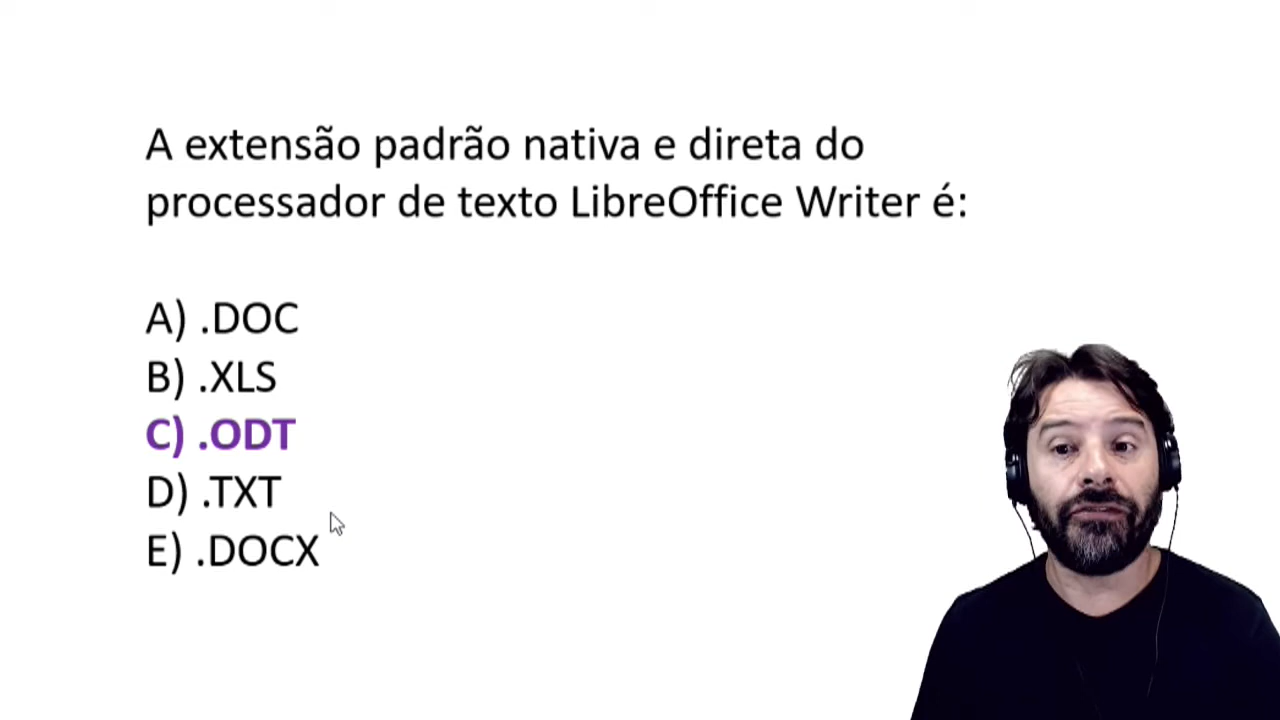 A extensão padrão nativa e direta do
processador de texto LibreOffice Writer é:
A) .DOC
B) .XLS
C) .ODT
D) .TXT
E) .DOCX